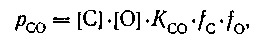 p_CO = [C]·[O]·K_CO·f_C·f_O,